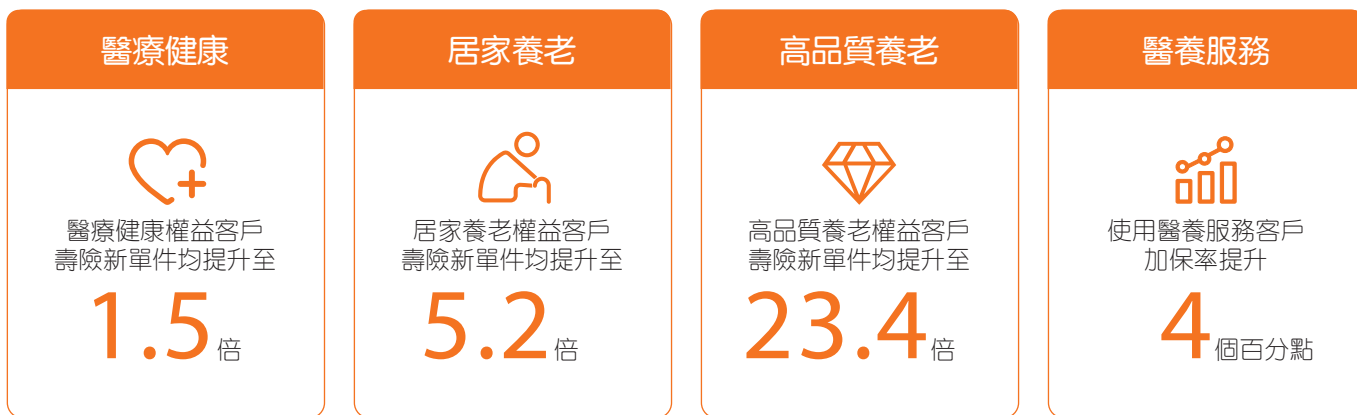 醫療健康
醫療健康權益客戶
壽險新單件均提升至
1.5倍
居家養老
居家養老權益客戶
壽險新單件均提升至
5.2倍
高品質養老
高品質養老權益客戶
壽險新單件均提升至
23.4倍
醫養服務
使用醫養服務客戶
加保率提升
4個百分點